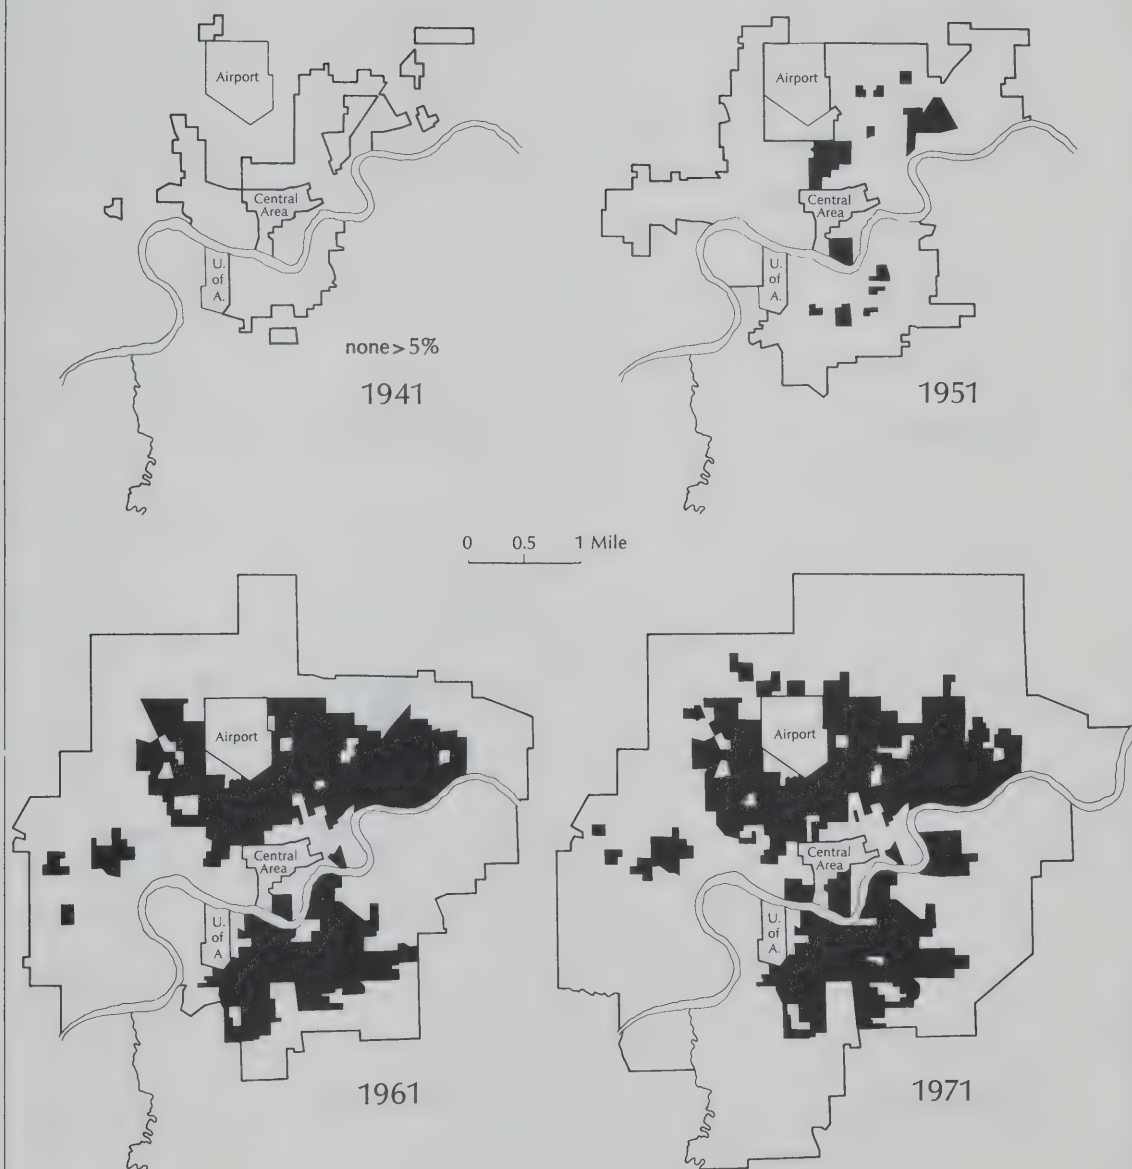 Airport
Central
Area
U.
of
A.
none>5%
1941
Airport
Central
Area
U.
of
A.
1951
0 0.5 1 Mile
Airport
Central
Area
U.
of
A
1961
Airport
Central
Area
U.
of
A.
1971